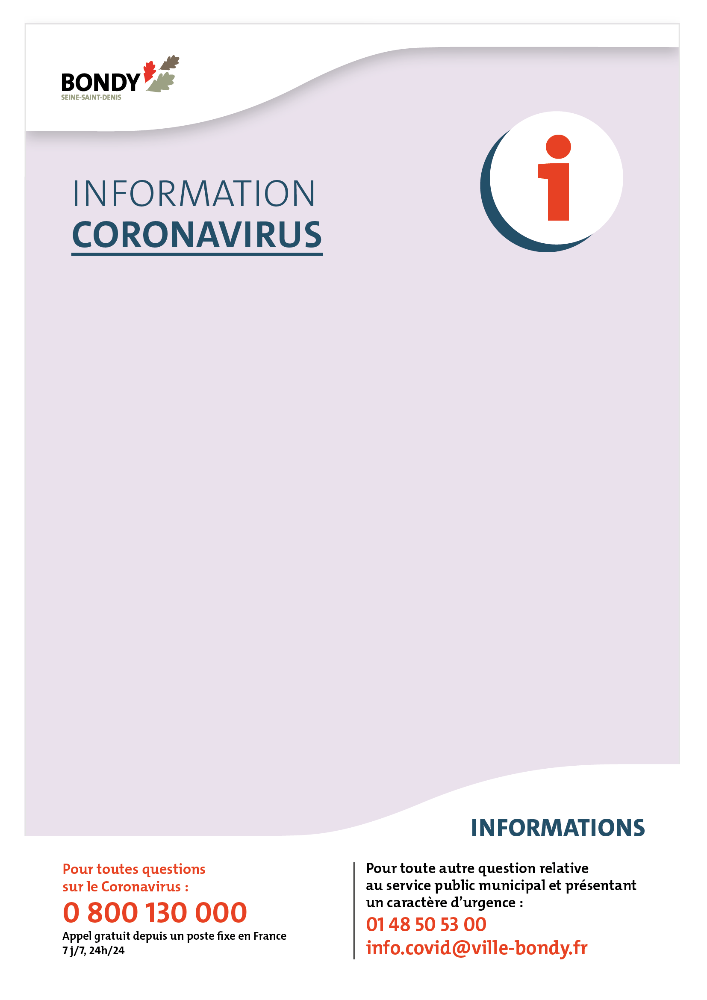 BONDY
SEINE-SAINT-DENIS
i
INFORMATION
CORONAVIRUS
INFORMATIONS
Pour toutes questions
sur le Coronavirus :
0 800 130 000
Appel gratuit depuis un poste fixe en France
7 j/7, 24h/24
Pour toute autre question relative
au service public municipal et présentant
un caractère d’urgence :
01 48 50 53 00
info.covid@ville-bondy.fr